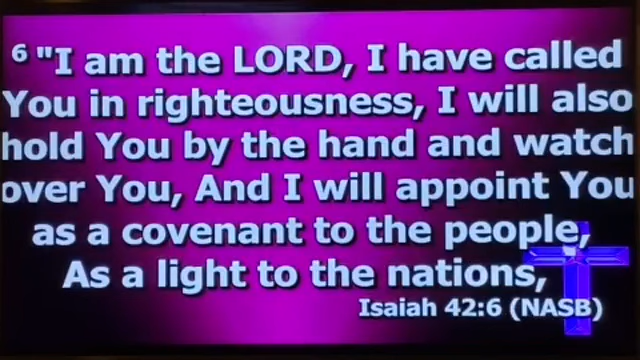 6 "I am the LORD, I have called
You in righteousness, I will also
hold You by the hand and watch
over You, And I will appoint You
as a covenant to the people,
As a light to the nations,
Isaiah 42:6 (NASB)